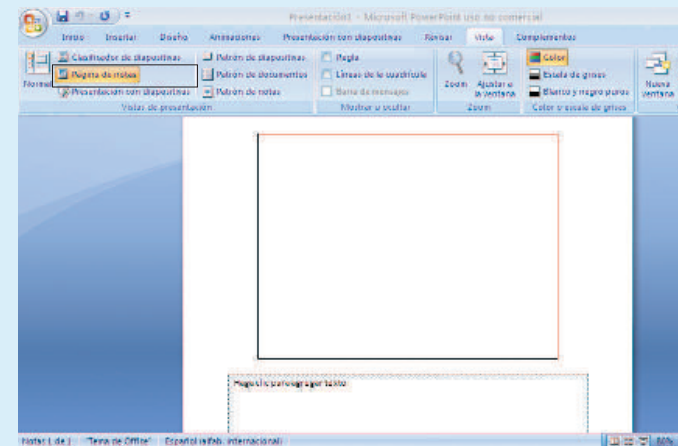 Presentación1 - Microsoft PowerPoint uso no comercial
Inicio Insertar Diseño Animaciones Presentación con diapositivas Revisar Vista Complementos
Normal
Clasificador de diapositivas
Página de notas
Presentación con diapositivas
Patrón de diapositivas
Patrón de documentos
Patrón de notas
Vistas de presentación
Regla
Líneas de la cuadrícula
Barra de mensajes
Mostrar u ocultar
Zoom
Ajustar a
la ventana
Zoom
Color
Escala de grises
Blanco y negro puros
Color o escala de grises
Nueva
ventana
Haga clic para agregar texto
Notas 1 de 1 "Tema de Office" Español (alfab. internacional) 66%